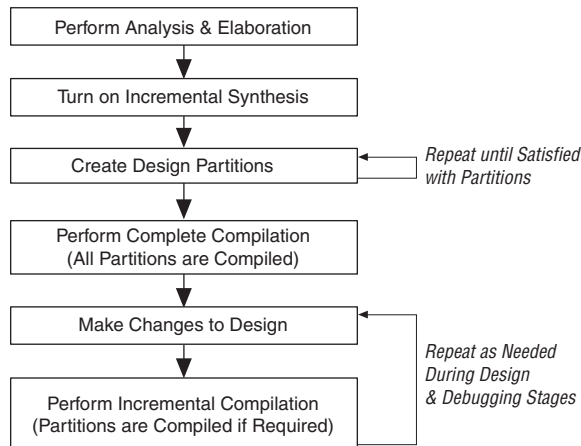 Perform Analysis & Elaboration
Turn on Incremental Synthesis
Create Design Partitions
Repeat until Satisfied
with Partitions
Perform Complete Compilation
(All Partitions are Compiled)
Make Changes to Design
Repeat as Needed
During Design
& Debugging Stages
Perform Incremental Compilation
(Partitions are Compiled if Required)